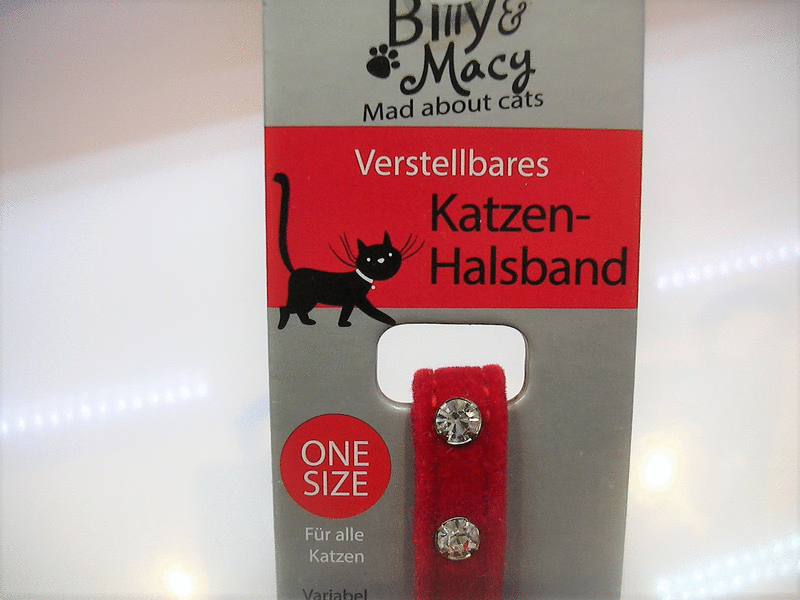 Billy &
Macy
Mad about cats
Verstellbares
Katzen-
Halsband
ONE
SIZE
Für alle
Katzen
Variabel